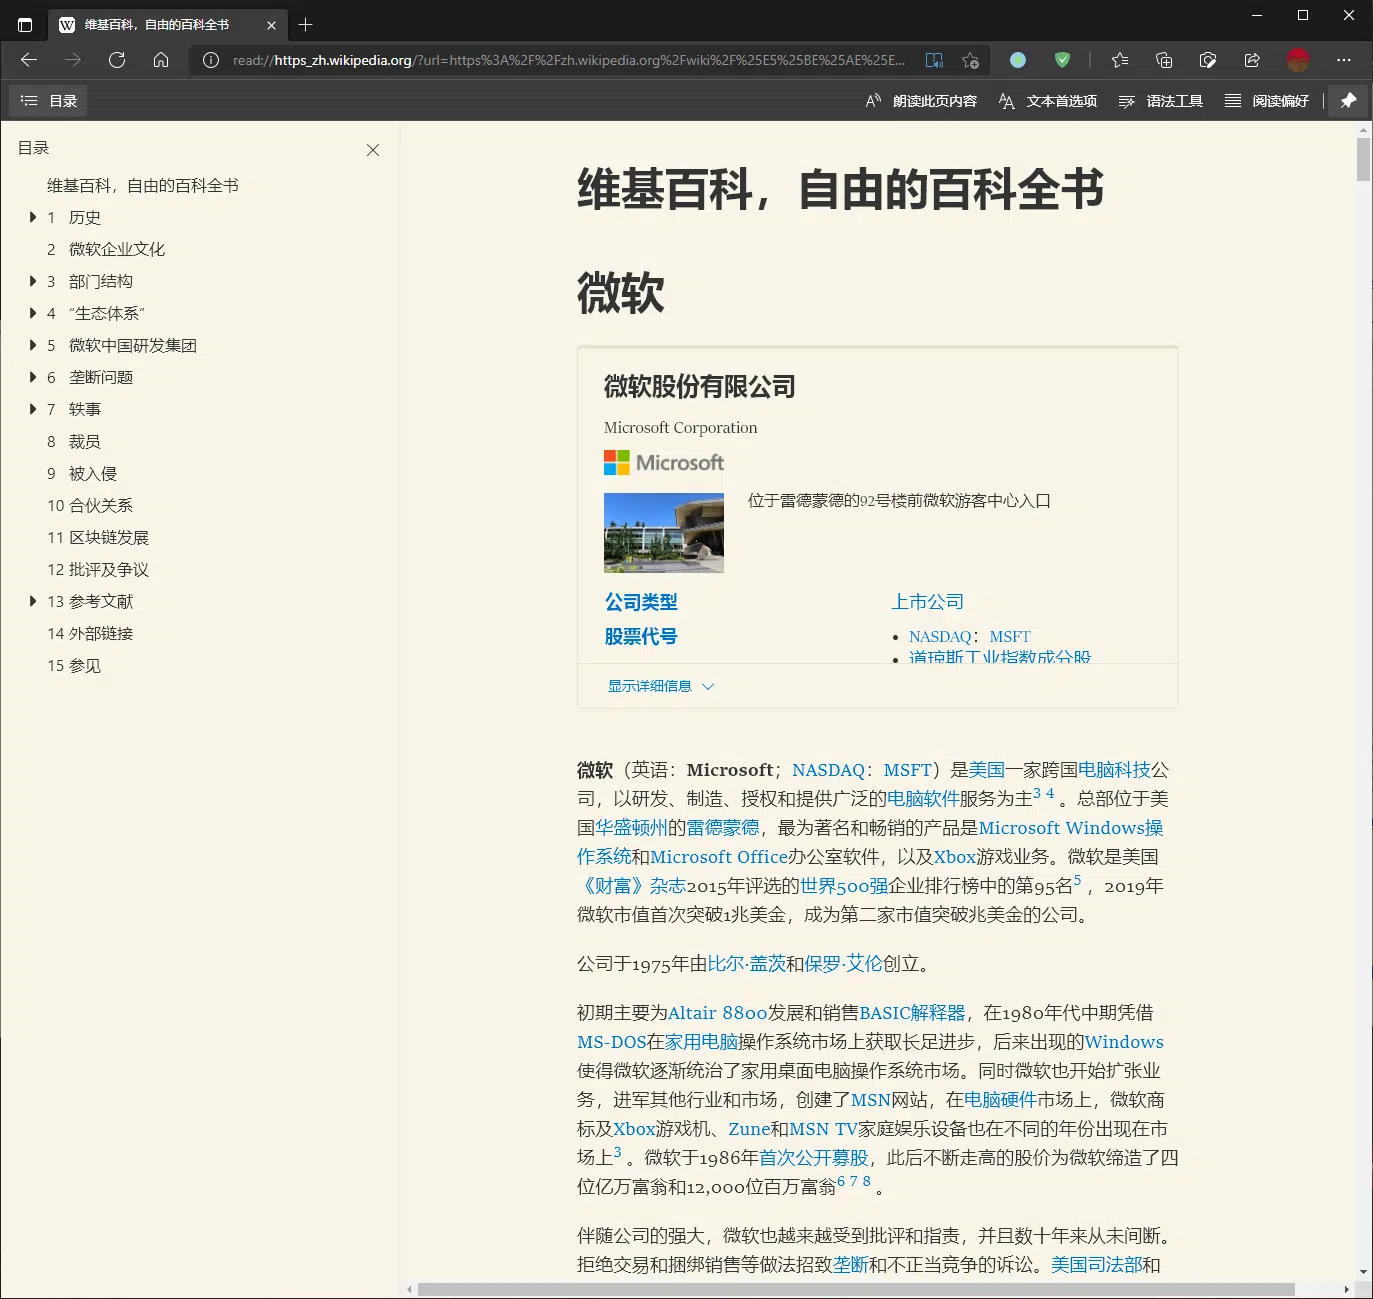 维基百科，自由的百科全书
read://https_zh.wikipedia.org/?url=https%3A%2F%2Fzh.wikipedia.org%2Fwiki%2F%25E5%25BE%25AE%25E...
目录
朗读此页内容
文本首选项
语法工具
阅读偏好
目录
维基百科，自由的百科全书
1 历史
2 微软企业文化
3 部门结构
4 “生态体系”
5 微软中国研发集团
6 垄断问题
7 轶事
8 裁员
9 被入侵
10 合伙关系
11 区块链发展
12 批评及争议
13 参考文献
14 外部链接
15 参见
维基百科，自由的百科全书
微软
微软股份有限公司
Microsoft Corporation
Microsoft
位于雷德蒙德的92号楼前微软游客中心入口
公司类型 上市公司
股票代号 • NASDAQ：MSFT
• 道琼斯工业指数成分股
显示详细信息
微软（英语：Microsoft；NASDAQ：MSFT）是美国一家跨国电脑科技公
司，以研发、制造、授权和提供广泛的电脑软件服务为主3 4 。总部位于美
国华盛顿州的雷德蒙德，最为著名和畅销的产品是Microsoft Windows操
作系统和Microsoft Office办公室软件，以及Xbox游戏业务。微软是美国
《财富》杂志2015年评选的世界500强企业排行榜中的第95名5 ，2019年
微软市值首次突破1兆美金，成为第二家市值突破兆美金的公司。
公司于1975年由比尔·盖茨和保罗·艾伦创立。
初期主要为Altair 8800发展和销售BASIC解释器，在1980年代中期凭借
MS-DOS在家用电脑操作系统市场上获取长足进步，后来出现的Windows
使得微软逐渐统治了家用桌面电脑操作系统市场。同时微软也开始扩张业
务，进军其他行业和市场，创建了MSN网站，在电脑硬件市场上，微软商
标及Xbox游戏机、Zune和MSN TV家庭娱乐设备也在不同的年份出现在市
场上3 。微软于1986年首次公开募股，此后不断走高的股价为微软缔造了四
位亿万富翁和12,000位百万富翁6 7 8 。
伴随公司的强大，微软也越来越受到批评和指责，并且数十年来从未间断。
拒绝交易和捆绑销售等做法招致垄断和不正当竞争的诉讼。美国司法部和